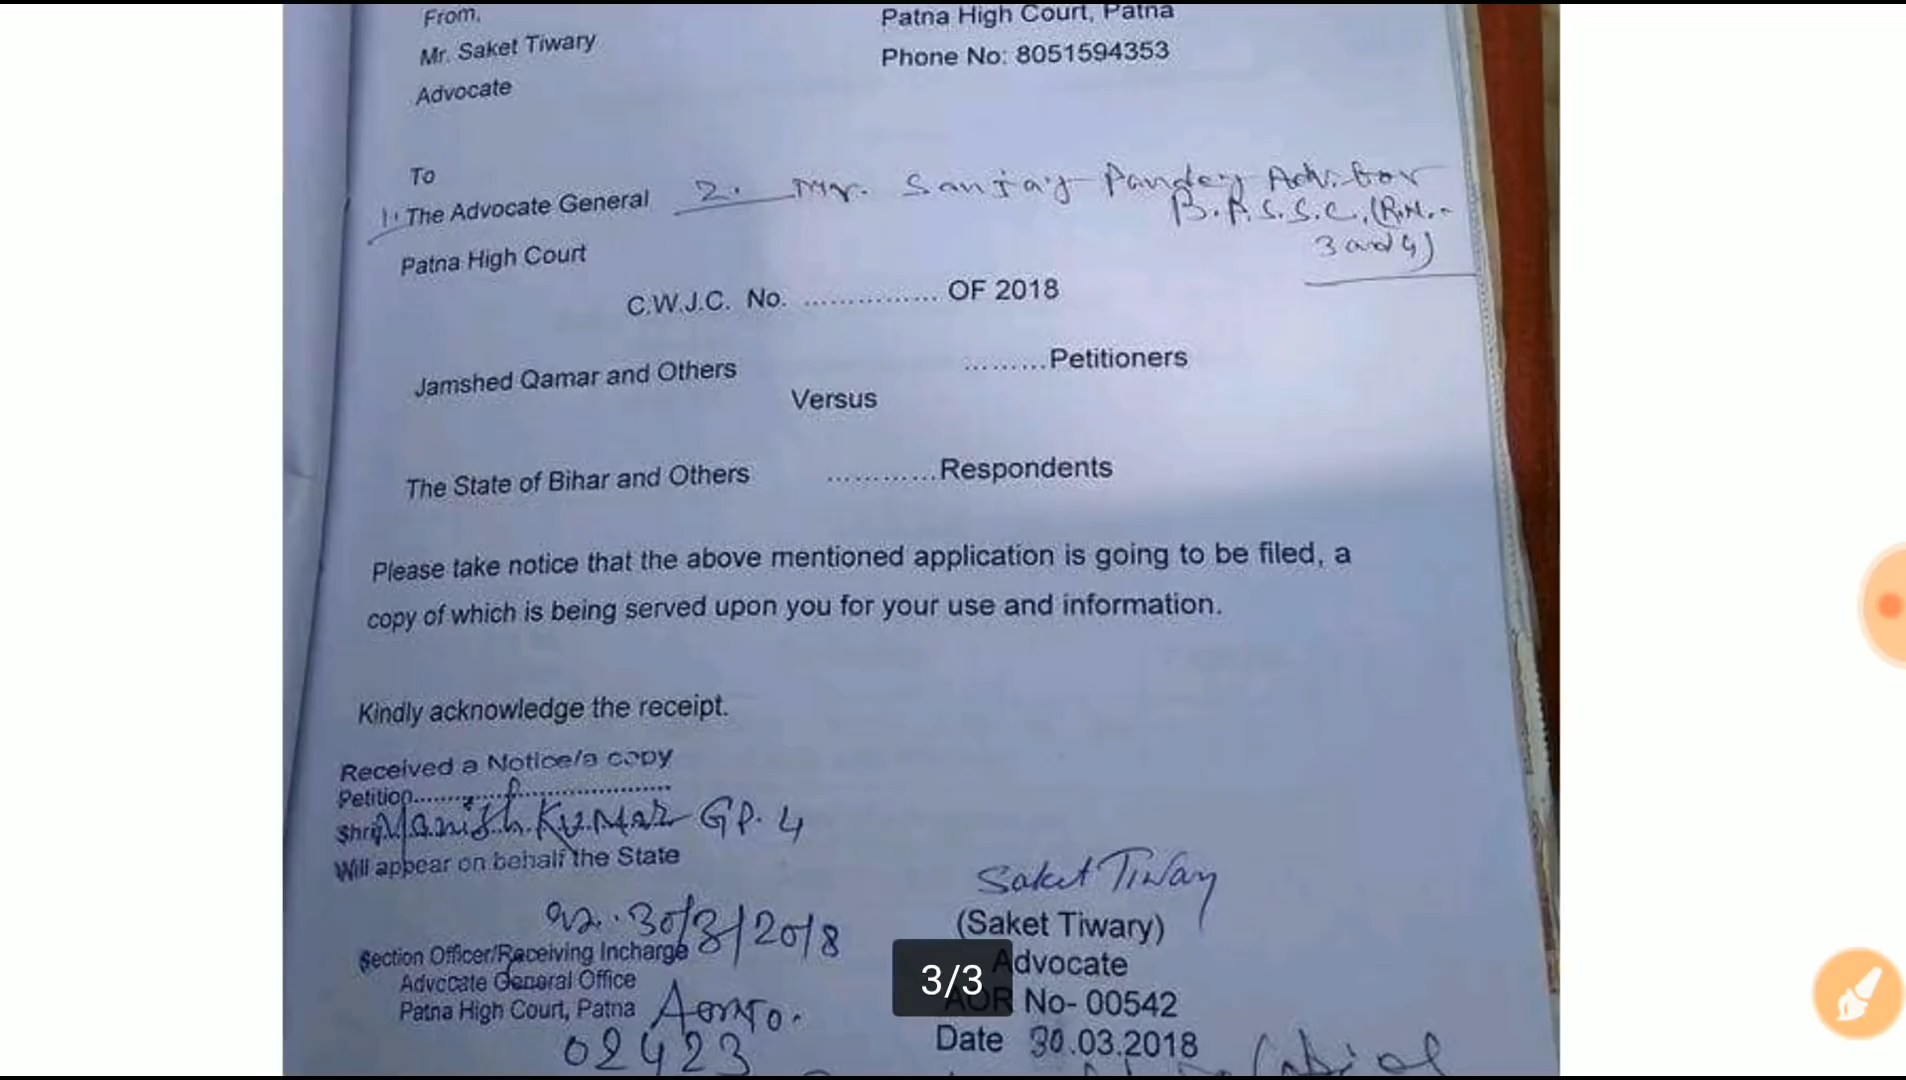 From,
Patna High Court, Patna
Mr. Saket Tiwary
Phone No: 8051594353
Advocate
To
1. The Advocate General
2. Mr. Sanjay Pandey
B.S.S.C. (R.N.-
3 and 4)
Patna High Court
C.W.J.C. No. ............... OF 2018
Jamshed Qamar and Others
.........Petitioners
Versus
The State of Bihar and Others
............Respondents
Please take notice that the above mentioned application is going to be filed, a
copy of which is being served upon you for your use and information.
Kindly acknowledge the receipt.
Received a Notice/a copy
Petition..............................
Shri Manish Kumar GP. 4
Will appear on behalf the State
30/3/2018
Section Officer/Receiving Incharge
Advocate General Office
Patna High Court, Patna
02423
Saket Tiwary
(Saket Tiwary)
Advocate
AOR No- 00542
Date 30.03.2018
3/3